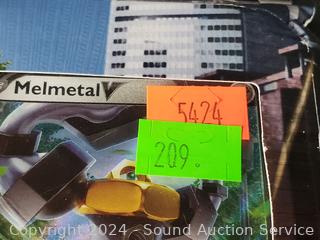 Melmetal V
5424
209.
Copyright 2024 - Sound Auction Service